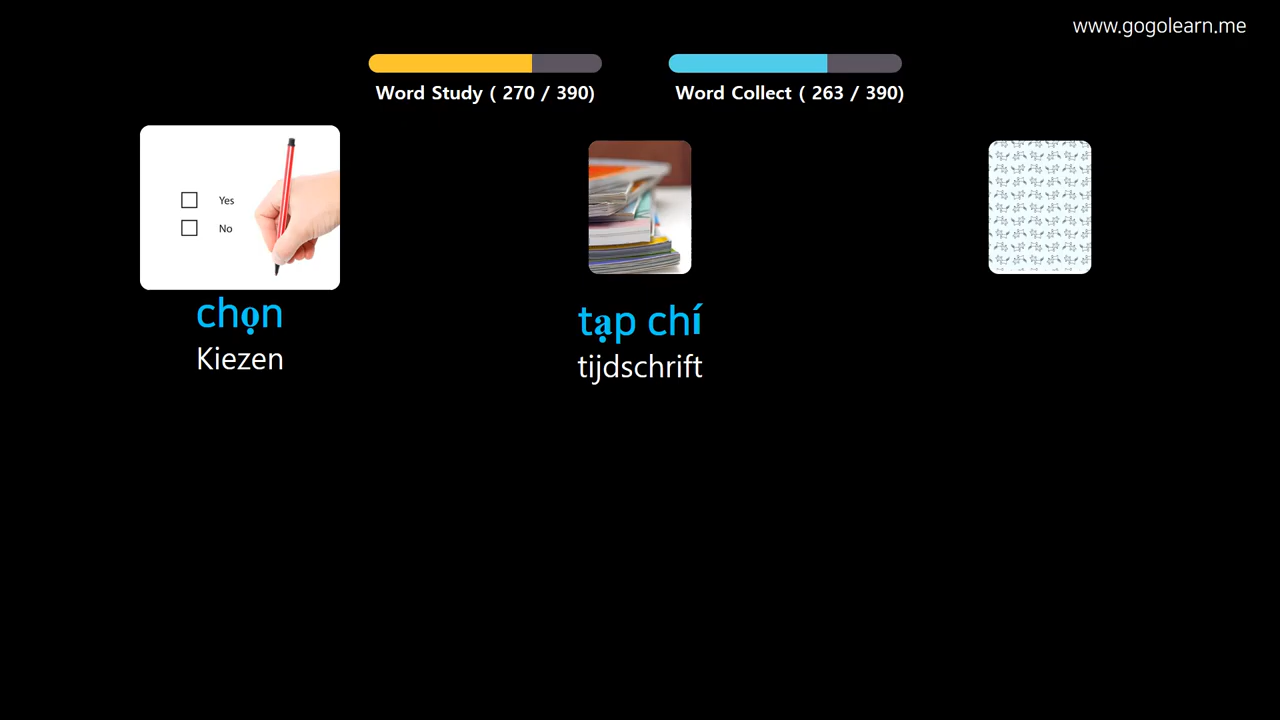 www.gogolearn.me
Word Study ( 270 / 390)
Word Collect ( 263 / 390)
Yes
No
chọn
Kiezen
tạp chí
tijdschrift